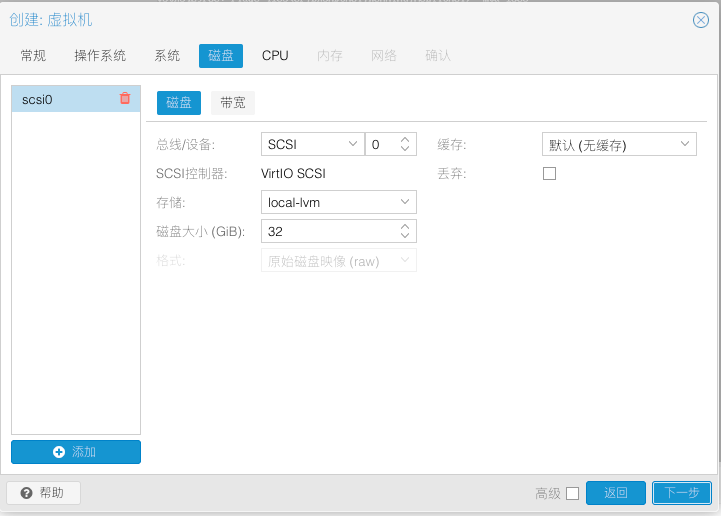 创建: 虚拟机
常规 操作系统 系统 磁盘 CPU 内存 网络 确认
scsi0
磁盘 带宽
总线/设备: SCSI 0 缓存: 默认 (无缓存)
SCSI控制器: VirtIO SCSI 丢弃:
存储: local-lvm
磁盘大小 (GiB): 32
格式: 原始磁盘映像 (raw)
添加
帮助 高级 返回 下一步